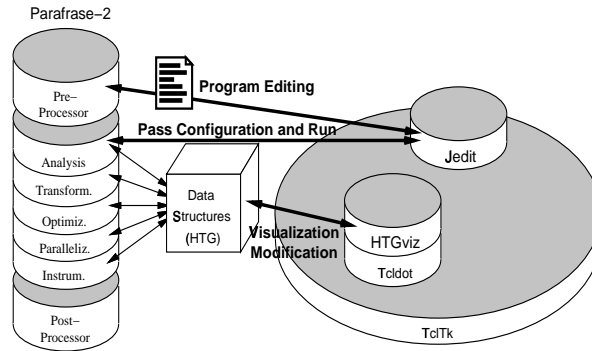 Parafrase-2
Pre-
Processor
Program Editing
Pass Configuration and Run
Jedit
Analysis
Transform.
Optimiz.
Paralleliz.
Instrum.
Data
Structures
(HTG)
Visualization
Modification
HTGviz
Tcldot
Post-
Processor
TclTk